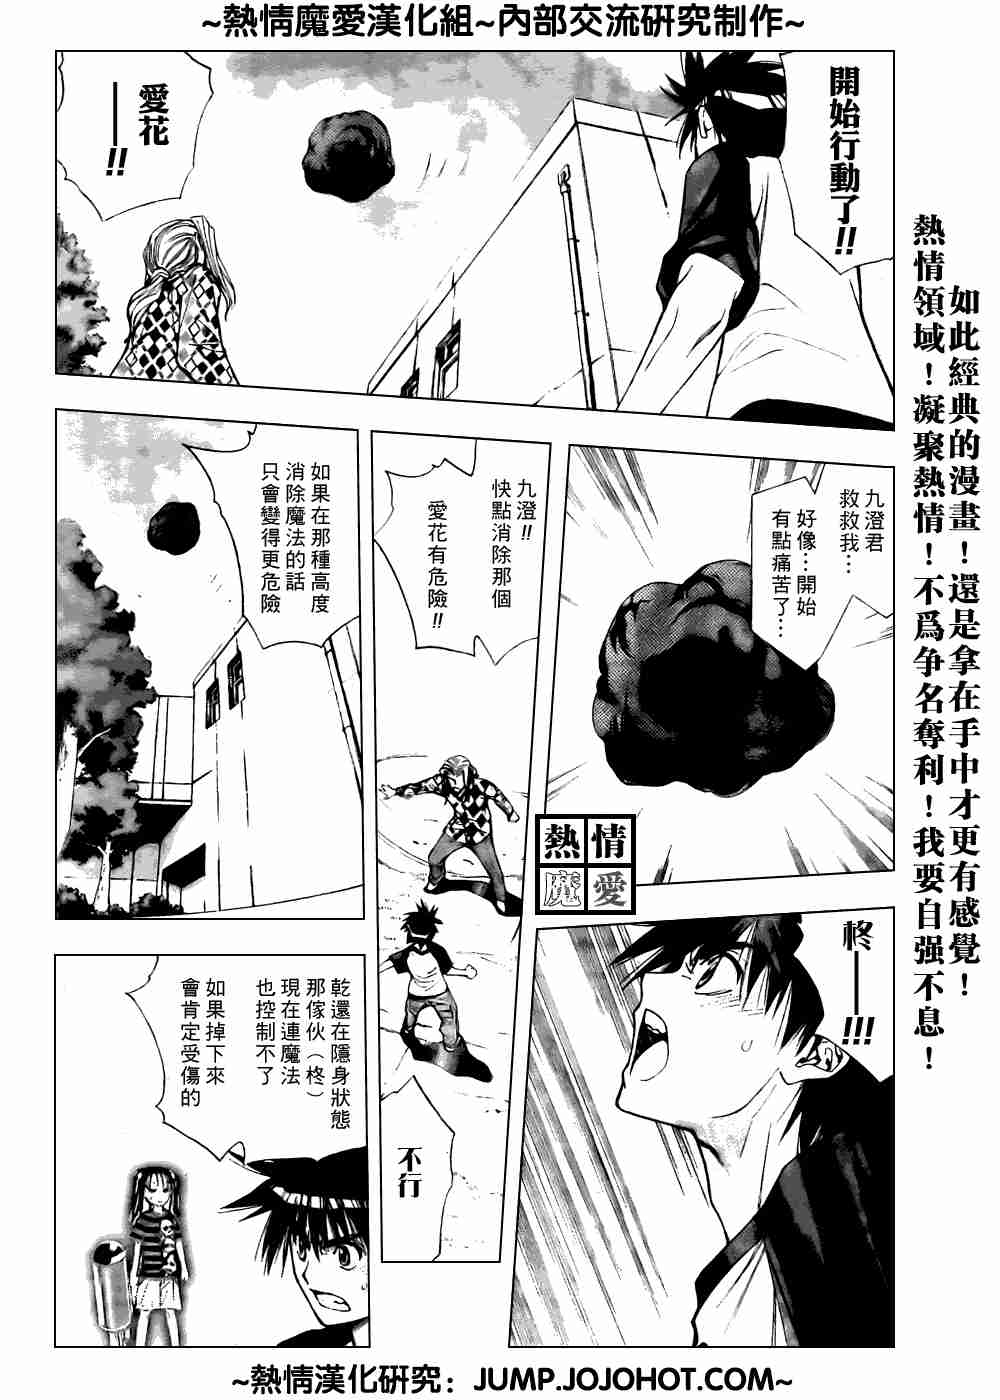 ~熱情魔愛漢化組~內部交流研究制作~
開始行動了!!
愛花
——!!
九澄君
救救我…
好像…開始
有點痛苦了…
九澄!!
快點消除那個
愛花有危險!!
如果在那種高度
消除魔法的話
只會變得更危險
柊——!!!
不行
乾還在隱身狀態
那傢伙（柊）
現在連魔法
也控制不了
如果掉下來
會肯定受傷的
熱情
魔愛
如此經典的漫畫！還是拿在手中才更有感覺！
熱情領域！凝聚熱情！不爲争名奪利！我要自强不息！
~熱情漢化研究：JUMP.JOJOHOT.COM~